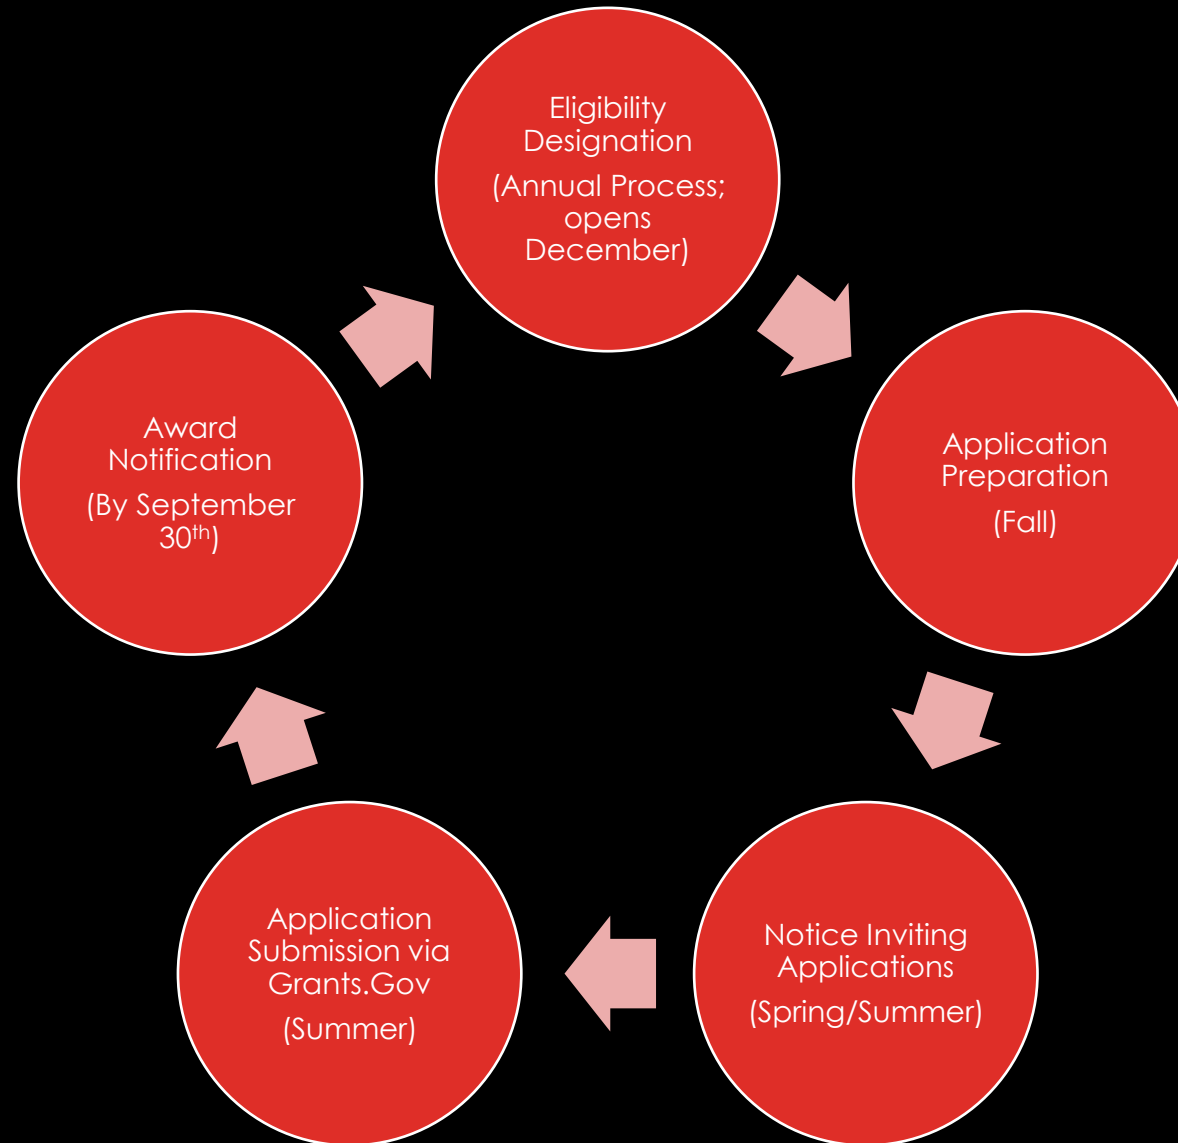 Eligibility
Designation
(Annual Process;
opens
December)
Application
Preparation
(Fall)
Notice Inviting
Applications
(Spring/Summer)
Application
Submission via
Grants.Gov
(Summer)
Award
Notification
(By September
30th)